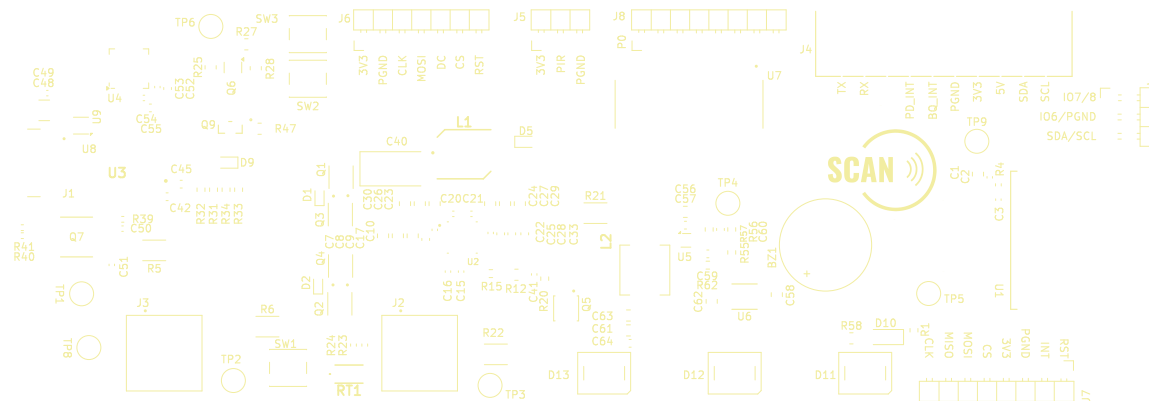 TP6
SW3
J6
J5
J8
R27
P0
J4
3V3
PGND
CLK
MOSI
DC
CS
RST
3V3
PIR
PGND
R25
R28
U7
C49
C48
C53
C52
Q6
TX
RX
PD_INT
BQ_INT
PGND
3V3
5V
SDA
SCL
IO7/8
U4
SW2
C54
U9
IO6/PGND
C55
Q9
R47
L1
D5
TP9
SDA/SCL
U8
C40
SCAN
D9
U3
C45
Q1
C1
C2
R4
TP4
J1
D1
C30
C26
C23
C20
C21
C24
C27
C29
R21
C56
C57
C42
R32
R31
R34
R33
Q3
C3
R39
C50
Q7
C7
C8
C9
C17
C10
C22
C25
C28
C33
L2
R57
R56
C60
R41
R40
R5
C51
Q4
U2
U5
R55
BZ1
TP1
D2
C16
C15
R15
R12
C41
R20
C59
R62
+
U1
J3
Q2
J2
Q5
C62
C58
TP5
R6
C63
U6
C61
R58
D10
R1
TP8
SW1
R24
R23
R22
C64
CLK
MISO
MOSI
CS
3V3
PGND
INT
RST
TP2
RT1
TP3
D13
D12
D11
J7